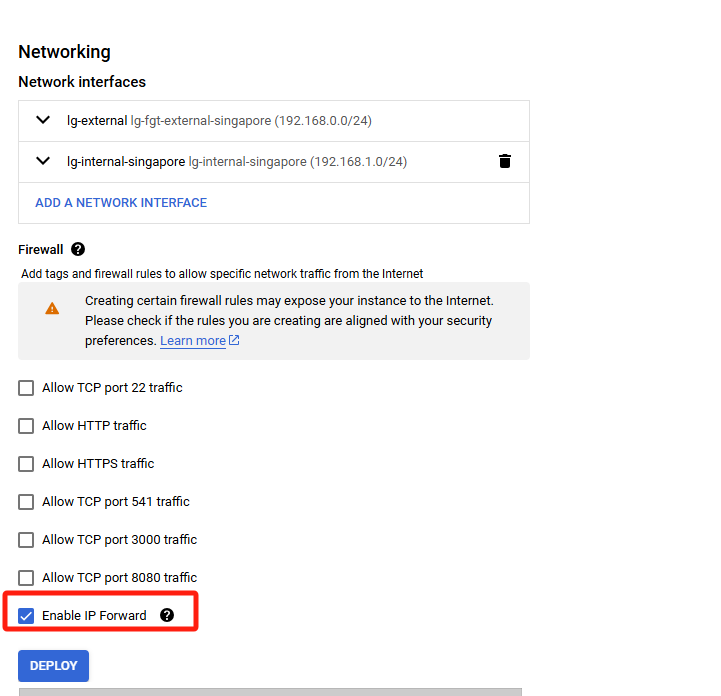 Networking
Network interfaces
lg-external lg-fgt-external-singapore (192.168.0.0/24)
lg-internal-singapore lg-internal-singapore (192.168.1.0/24)
ADD A NETWORK INTERFACE
Firewall
Add tags and firewall rules to allow specific network traffic from the Internet
Creating certain firewall rules may expose your instance to the Internet.
Please check if the rules you are creating are aligned with your security
preferences. Learn more
Allow TCP port 22 traffic
Allow HTTP traffic
Allow HTTPS traffic
Allow TCP port 541 traffic
Allow TCP port 3000 traffic
Allow TCP port 8080 traffic
Enable IP Forward
DEPLOY